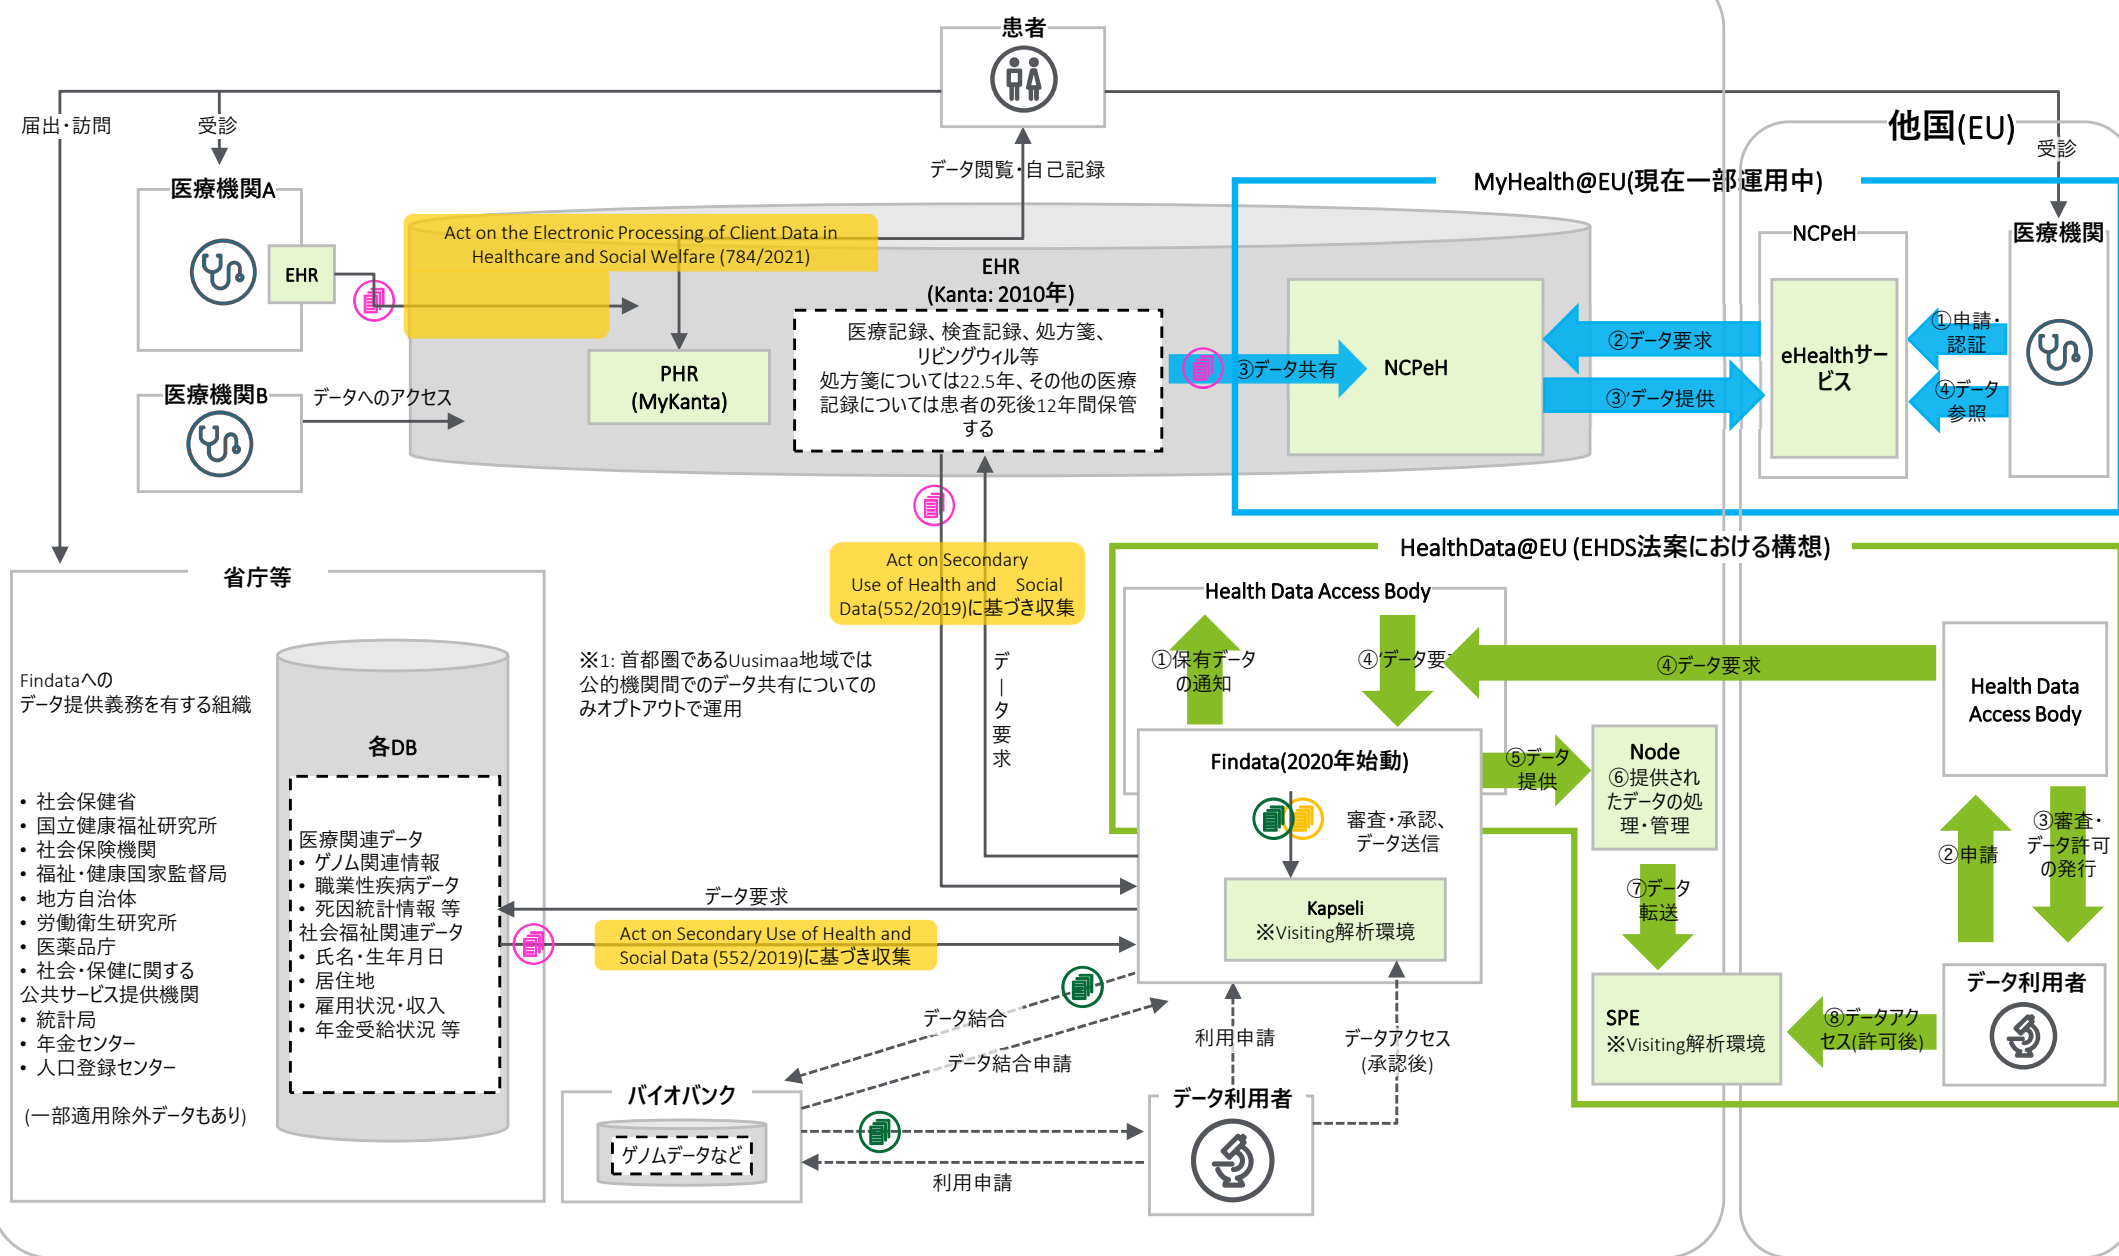 患者
届出・訪問
受診
データ閲覧・自己記録
他国(EU)
受診
医療機関A
EHR
Act on the Electronic Processing of Client Data in
Healthcare and Social Welfare (784/2021)
MyHealth@EU(現在一部運用中)
NCPeH
医療機関
EHR
(Kanta: 2010年)
医療記録、検査記録、処方箋、
リビングウィル等
処方箋については22.5年、その他の医療
記録については患者の死後12年間保管
する
PHR
(MyKanta)
③データ共有
NCPeH
②データ要求
③'データ提供
eHealthサー
ビス
①申請・
認証
④データ
参照
医療機関B
データへのアクセス
Act on Secondary
Use of Health and Social
Data(552/2019)に基づき収集
HealthData@EU (EHDS法案における構想)
Health Data Access Body
①保有データ
の通知
④'データ要
④データ要求
Health Data
Access Body
省庁等
Findataへの
データ提供義務を有する組織
• 社会保健省
• 国立健康福祉研究所
• 社会保険機関
• 福祉・健康国家監督局
• 地方自治体
• 労働衛生研究所
• 医薬品庁
• 社会・保健に関する
公共サービス提供機関
• 統計局
• 年金センター
• 人口登録センター
(一部適用除外データもあり)
各DB
医療関連データ
• ゲノム関連情報
• 職業性疾病データ
• 死因統計情報 等
社会福祉関連データ
• 氏名・生年月日
• 居住地
• 雇用状況・収入
• 年金受給状況 等
※1: 首都圏であるUusimaa地域では
公的機関間でのデータ共有についての
みオプトアウトで運用
データ要求
Findata(2020年始動)
審査・承認、
データ送信
Kapseli
※Visiting解析環境
⑤データ
提供
Node
⑥提供され
たデータの処
理・管理
⑦データ
転送
②申請
③審査・
データ許可
の発行
データ要求
Act on Secondary Use of Health and
Social Data (552/2019)に基づき収集
データ結合
データ結合申請
利用申請
データアクセス
(承認後)
SPE
※Visiting解析環境
⑧データアク
セス(許可後)
データ利用者
バイオバンク
ゲノムデータなど
利用申請
データ利用者